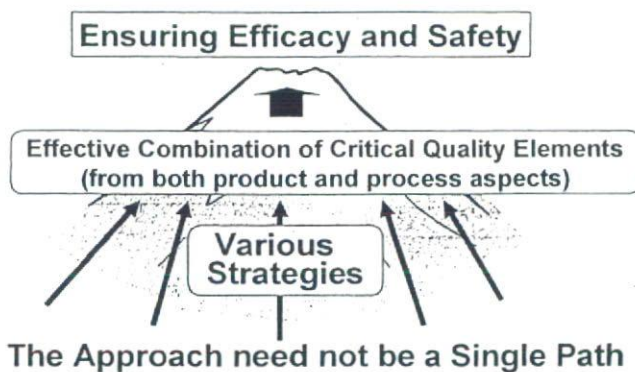 Ensuring Efficacy and Safety
Effective Combination of Critical Quality Elements
(from both product and process aspects)
Various
Strategies
The Approach need not be a Single Path